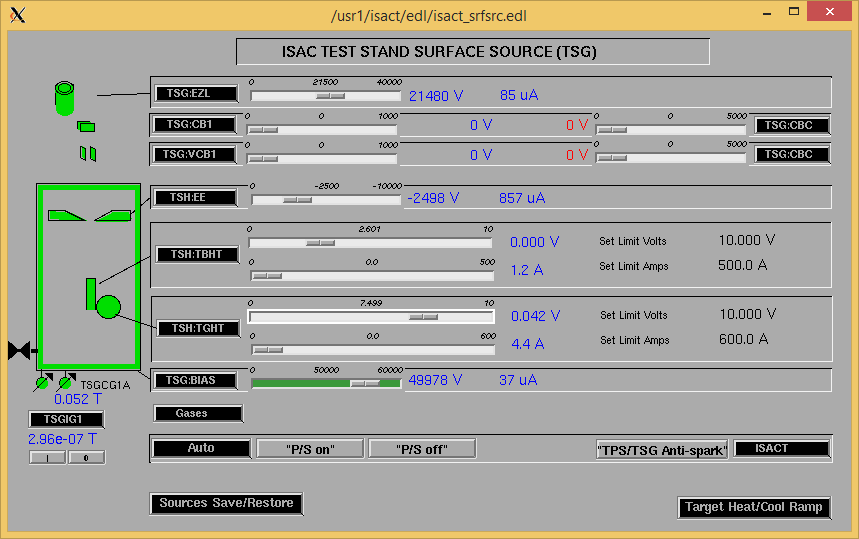 /usr1/isact/edl/isact_srfsrc.edl
ISAC TEST STAND SURFACE SOURCE (TSG)
TSG:EZL 0 21500 40000 21480 V 85 uA
TSG:CB1 0 0 1000 0 V 0 V 0 0 5000 TSG:CBC
TSG:VCB1 0 0 1000 0 V 0 V 0 0 5000 TSG:CBC
TSH:EE 0 -2500 -10000 -2498 V 857 uA
TSH:TBHT
0 2.601 10 0.000 V Set Limit Volts 10.000 V
0 0.0 500 1.2 A Set Limit Amps 500.0 A
TSH:TGHT
0 7.499 10 0.042 V Set Limit Volts 10.000 V
0 0.0 600 4.4 A Set Limit Amps 600.0 A
TSG:BIAS 0 50000 60000 49978 V 37 uA
TSGCG1A
0.052 T
TSGIG1
2.96e-07 T
I 0
Gases
Auto "P/S on" "P/S off" "TPS/TSG Anti-spark" ISACT
Sources Save/Restore Target Heat/Cool Ramp